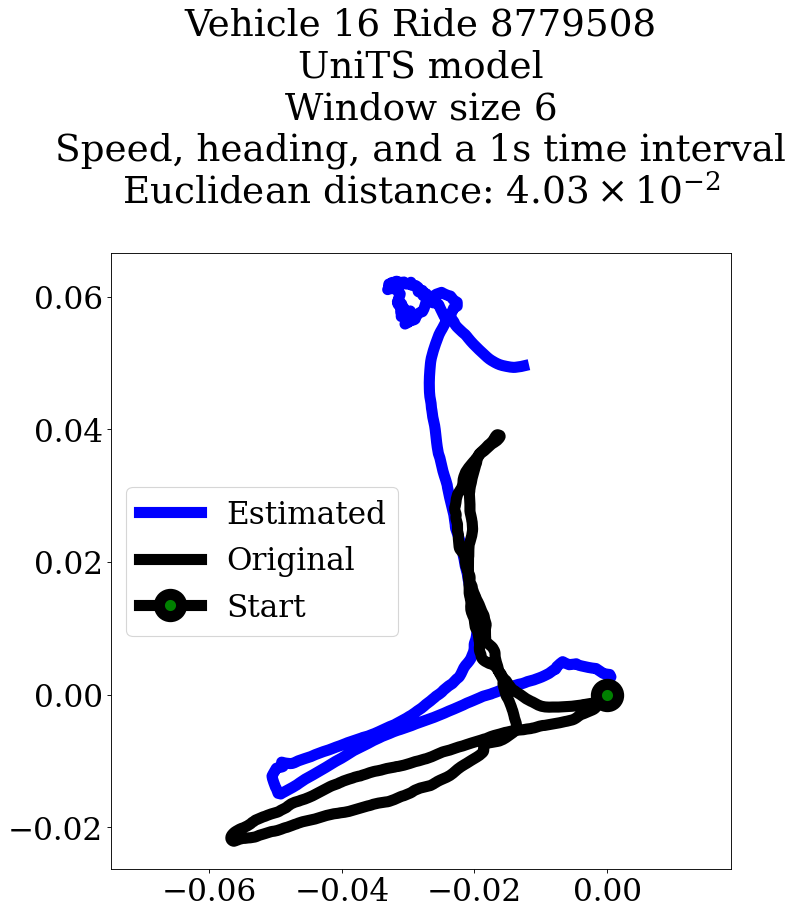 Vehicle 16 Ride 8779508
UniTS model
Window size 6
Speed, heading, and a 1s time interval
Euclidean distance: 4.03 × 10⁻²
0.06
0.04
Estimated
0.02
Original
Start
0.00
−0.02
−0.06 −0.04 −0.02 0.00